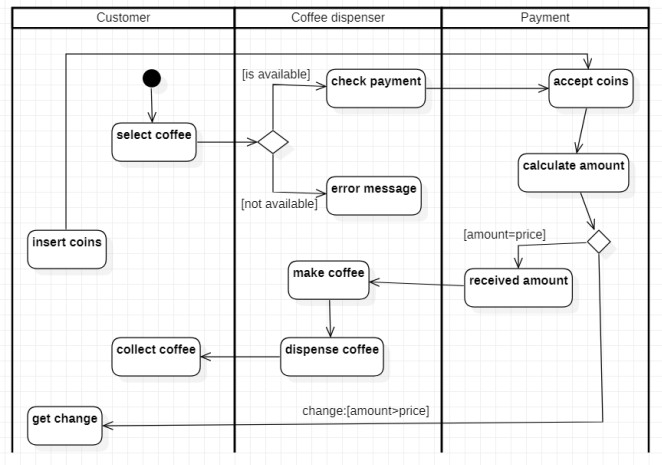 Customer
Coffee dispenser
Payment
[is available]
check payment
accept coins
select coffee
calculate amount
error message
[not available]
insert coins
[amount=price]
make coffee
received amount
collect coffee
dispense coffee
change:[amount>price]
get change